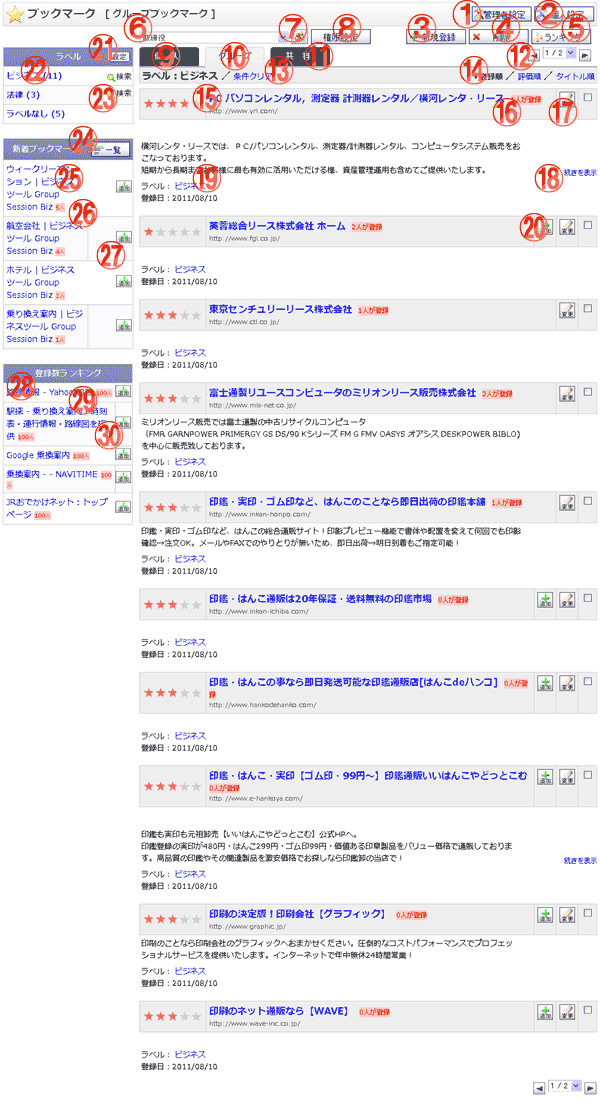 ブックマーク [ グループブックマーク ]
① 管理者設定 ② 個人設定
⑥ 取締役 ⑦ ⑧ 権限設定 ③ 新規登録 ④ 削除 ⑤ ランキング
⑨ ⑩ ⑪ 共 有 ⑫ 1 / 2
ラベル：ビジネス ／ 条件クリア ⑬ ⑭ 登録順 ／ 評価順 ／ タイトル順
ラベル ㉑ 設定
ビジネス (11) ㉒ 検索
法律 (3) ㉓ 検索
ラベルなし (5)
新着ブックマーク ㉔ 一覧
ウィークリー
ション | ビジネス ㉕ 追加
ツール Group
Session Biz 5人
㉖
航空会社 | ビジネス
ツール Group 追加
Session Biz 4人 ㉗
ホテル | ビジネス
ツール Group 追加
Session Biz 2人
乗り換え案内 | ビジ
ネスツール Group 追加
Session Biz 1人
登録数ランキング
㉘ 路線情報 - Yahoo 100人 追加
駅探 - 乗り換え案内 時刻 ㉙
表・運行情報・路線図を提 追加
供 100人 ㉚
Google 乗換案内 100人 追加
乗換案内 - - NAVITIME 100
人 追加
JRおでかけネット：トップ
ページ 100人 追加
⑮ PCパソコンレンタル，測定器 計測器レンタル／横河レンタ・リース 1人が登録 ⑯ ⑰
http://www.yrl.com/
横河レンタ・リースでは、ＰＣ/パソコンレンタル、測定器/計測器レンタル、コンピュータシステム販売をお
こなっております。
短期から長期までお客様に最も有効に活用いただける様、資産管理運用も含めてご提供いたします。
⑱ 続きを表示
ラベル： ビジネス ⑲
登録日：2011/08/10
芙蓉総合リース株式会社 ホーム 2人が登録 ⑳ 変更
http://www.fgl.co.jp/
ラベル： ビジネス
登録日：2011/08/10
東京センチュリーリース株式会社 1人が登録 変更
http://www.ctl.co.jp/
ラベル： ビジネス
登録日：2011/08/10
富士通製リユースコンピュータのミリオンリース販売株式会社 3人が登録 変更
http://www.mls-net.co.jp/
ミリオンリース販売では富士通製の中古リサイクルコンピュータ
（FMR GARNPOWER PRIMERGY GS DS/90 Kシリーズ FM G FMV OASYS オアシス DESKPOWER BIBLO)
を中心に販売致しております。
ラベル： ビジネス
登録日：2011/08/10
印鑑・実印・ゴム印など、はんこのことなら即日出荷の印鑑本舗 1人が登録 変更
http://www.inkan-honpo.com/
印鑑・実印・ゴム印など、はんこの総合通販サイト！印影プレビュー機能で書体や配置を変えて何回でも印影
確認→注文OK。メールやFAXでのやりとりが無いため、即日出荷→明日到着もご指定可能！
ラベル： ビジネス
登録日：2011/08/10
印鑑・はんこ通販は20年保証・送料無料の印鑑市場 0人が登録 追加 変更
http://www.inkan-ichiba.com/
ラベル： ビジネス
登録日：2011/08/10
印鑑・はんこの事なら即日発送可能な印鑑通販店[はんこdeハンコ] 0人が登
録 追加 変更
http://www.hankodehanko.com/
ラベル： ビジネス
登録日：2011/08/10
印鑑・はんこ・実印【ゴム印・99円～】印鑑通販いいはんこやどっとこむ
0人が登録 追加 変更
http://www.e-hankoya.com/
印鑑も実印も元祖卸売【いいはんこやどっとこむ】公式HPへ。
印鑑登録の実印が480円・はんこ299円・ゴム印99円・価値ある印章製品をバリュー価格で通販しておりま
す。高品質の印鑑やその関連製品を激安価格でお探しなら印鑑卸の当店で！
続きを表示
ラベル： ビジネス
登録日：2011/08/10
印刷の決定版！印刷会社【グラフィック】 0人が登録 追加 変更
http://www.graphic.jp/
印刷のことなら印刷会社のグラフィックへおまかせください。圧倒的なコストパフォーマンスでプロフェッ
ショナルサービスを提供いたします。インターネットで年中無休24時間営業！
ラベル： ビジネス
登録日：2011/08/10
印刷のネット通販なら【WAVE】 0人が登録 追加 変更
http://www.wave-inc.co.jp/
ラベル： ビジネス
登録日：2011/08/10
1 / 2